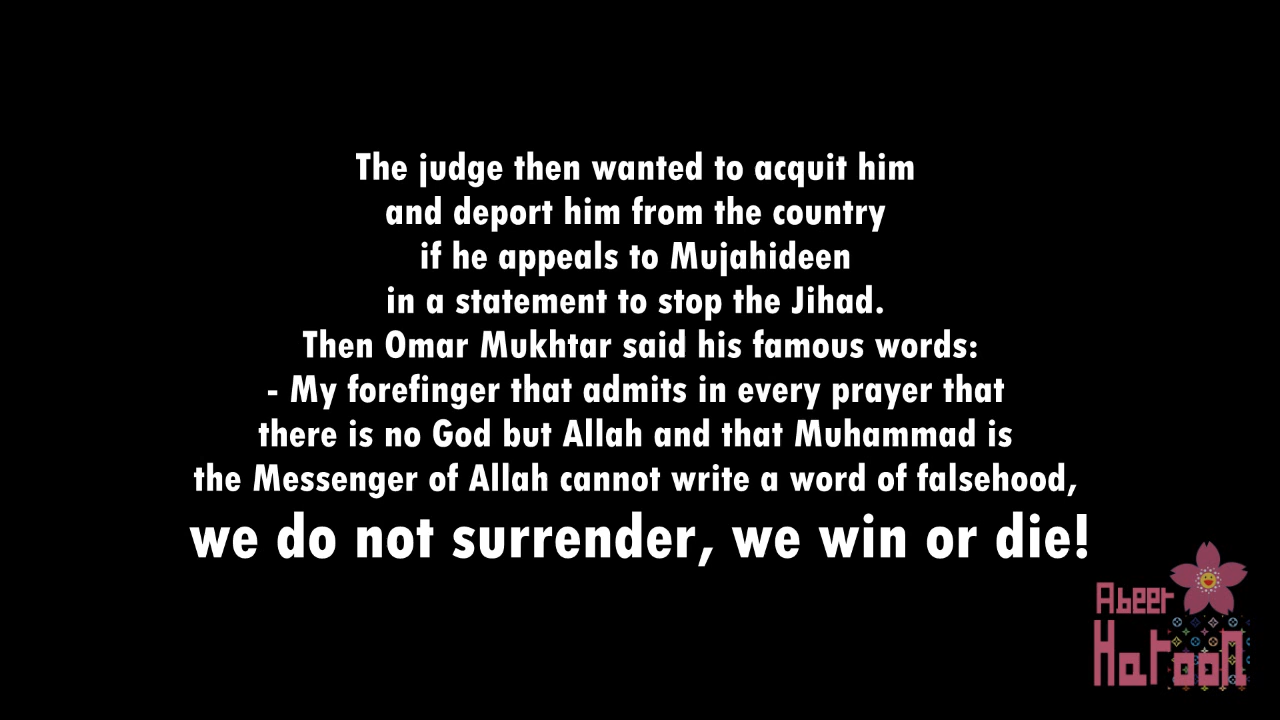 The judge then wanted to acquit him
and deport him from the country
if he appeals to Mujahideen
in a statement to stop the Jihad.
Then Omar Mukhtar said his famous words:
- My forefinger that admits in every prayer that
there is no God but Allah and that Muhammad is
the Messenger of Allah cannot write a word of falsehood,
we do not surrender, we win or die!
Abeer
HaтooN